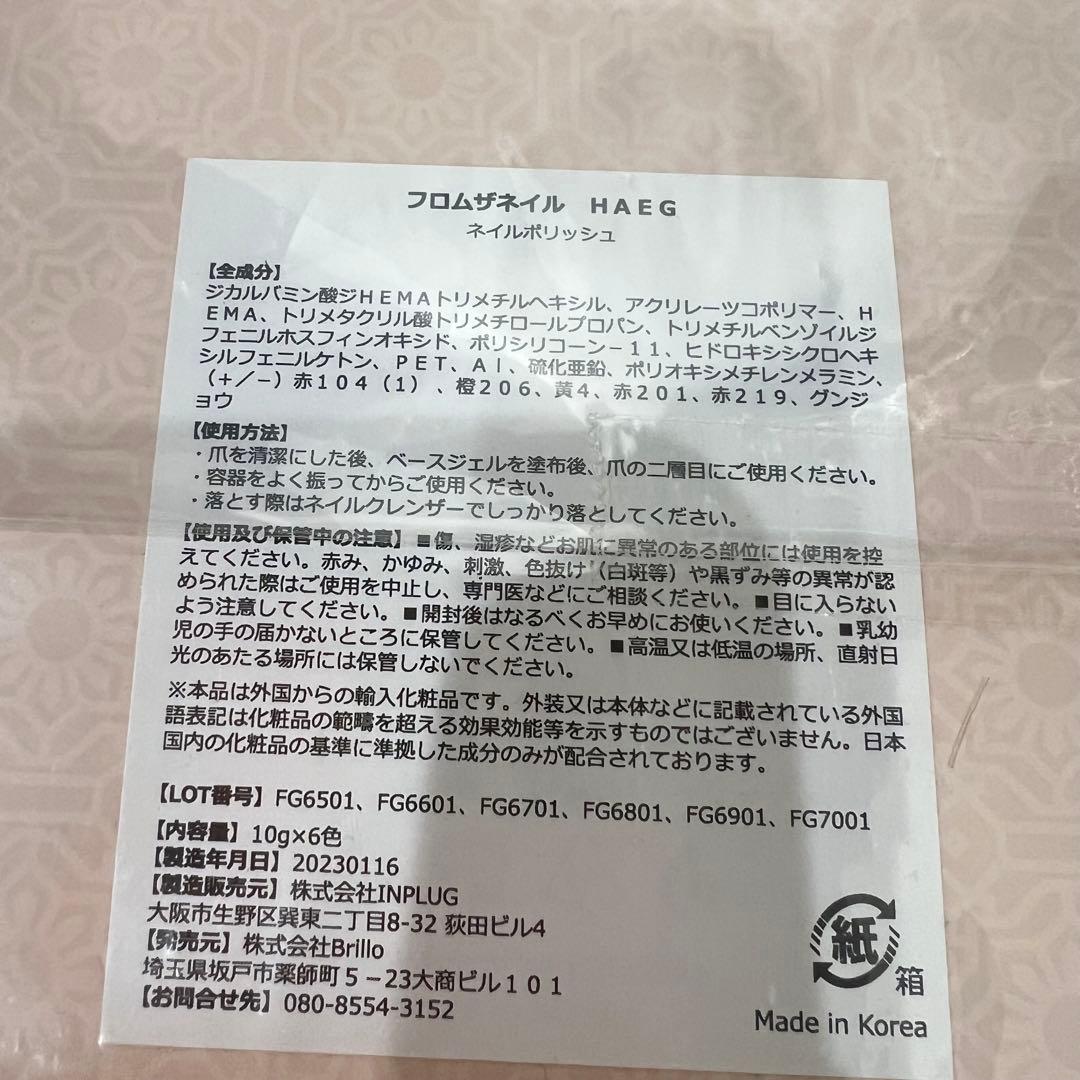 フロムザネイル　ＨＡＥＧ
ネイルポリッシュ
【全成分】
ジカルバミン酸ジＨＥＭＡトリメチルヘキシル、アクリレーツコポリマー、Ｈ
ＥＭＡ、トリメタクリル酸トリメチロールプロパン、トリメチルベンゾイルジ
フェニルホスフィンオキシド、ポリシリコーン－１１、ヒドロキシシクロヘキ
シルフェニルケトン、ＰＥＴ、Ａｌ、硫化亜鉛、ポリオキシメチレンメラミン、
（＋／－）赤１０４（１）、橙２０６、黄４、赤２０１、赤２１９、グンジ
ョウ
【使用方法】
・爪を清潔にした後、ベースジェルを塗布後、爪の二層目にご使用ください。
・容器をよく振ってからご使用ください。
・落とす際はネイルクレンザーでしっかり落としてください。
【使用及び保管中の注意】■傷、湿疹などお肌に異常のある部位には使用を控
えてください。赤み、かゆみ、刺激、色抜け（白斑等）や黒ずみ等の異常が認
められた際はご使用を中止し、専門医などにご相談ください。■目に入らない
よう注意してください。■開封後はなるべくお早めにお使いください。■乳幼
児の手の届かないところに保管してください。■高温又は低温の場所、直射日
光のあたる場所には保管しないでください。
※本品は外国からの輸入化粧品です。外装又は本体などに記載されている外国
語表記は化粧品の範疇を超える効果効能等を示すものではございません。日本
国内の化粧品の基準に準拠した成分のみが配合されております。
【LOT番号】FG6501、FG6601、FG6701、FG6801、FG6901、FG7001
【内容量】10g×6色
【製造年月日】20230116
【製造販売元】株式会社INPLUG
大阪市生野区巽東二丁目8-32 荻田ビル4
【発売元】株式会社Brillo
埼玉県坂戸市薬師町５－23大商ビル１０１
【お問合せ先】080-8554-3152
紙
箱
Made in Korea